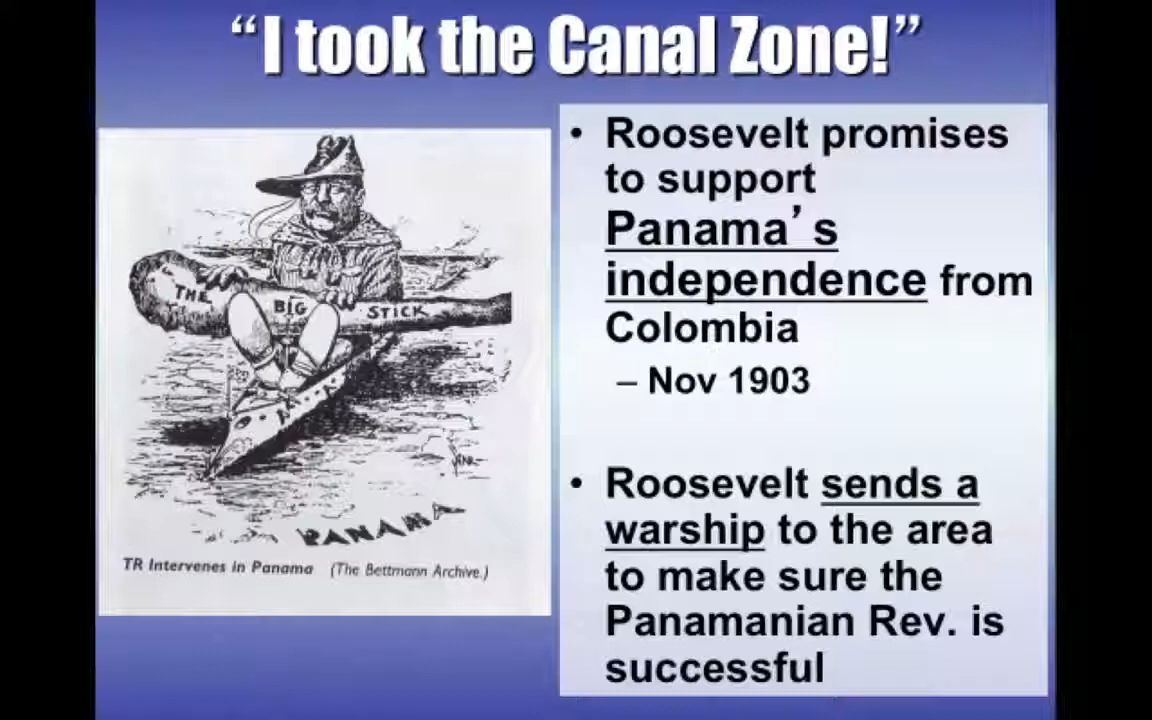 “I took the Canal Zone!”
THE BIG STICK
PANAMA
TR Intervenes in Panama (The Bettmann Archive.)
• Roosevelt promises
to support
Panama’s
independence from
Colombia
– Nov 1903
• Roosevelt sends a
warship to the area
to make sure the
Panamanian Rev. is
successful